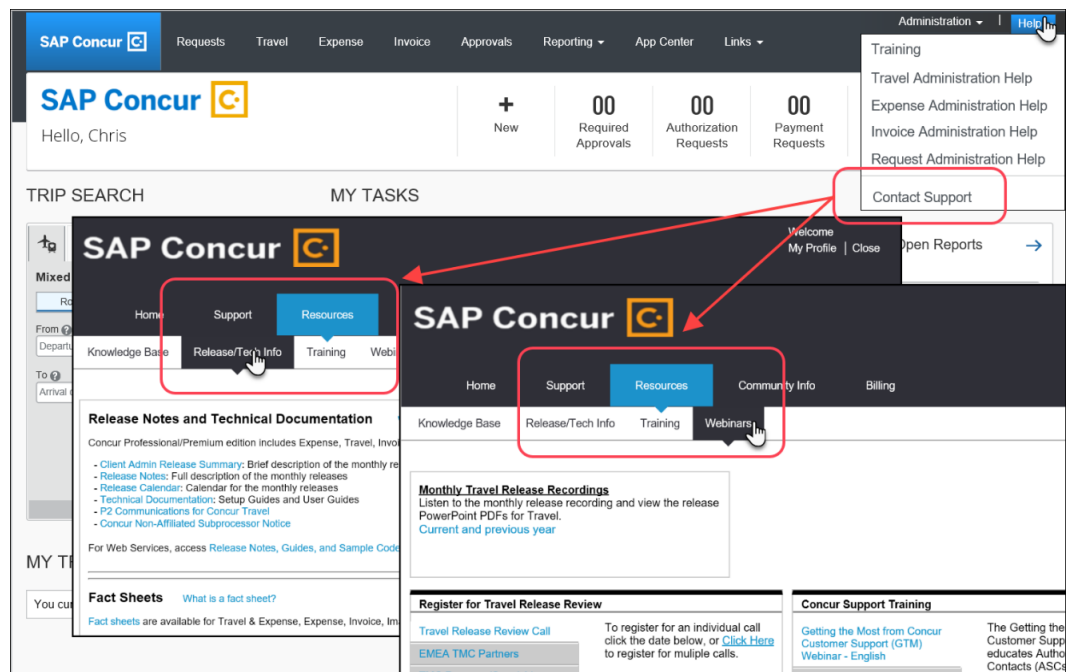 Administration
Help
SAP Concur
Requests
Travel
Expense
Invoice
Approvals
Reporting
App Center
Links
Training
Travel Administration Help
Expense Administration Help
Invoice Administration Help
Request Administration Help
Contact Support
SAP Concur
Hello, Chris
+
New
00
Required
Approvals
00
Authorization
Requests
00
Payment
Requests
TRIP SEARCH
MY TASKS
Open Reports
Mixed
From
To
MY
You
SAP Concur
Welcome
My Profile | Close
Home
Support
Resources
Knowledge Base
Release/Tech Info
Training
Release Notes and Technical Documentation
Concur Professional/Premium edition includes Expense, Travel,
- Client Admin Release Summary: Brief description of the monthly
- Release Notes: Full description of the monthly releases
- Release Calendar: Calendar for the monthly releases
- Technical Documentation: Setup Guides and User Guides
- P2 Communications for Concur Travel
- Concur Non-Affiliated Subprocessor Notice
For Web Services, access Release Notes, Guides, and Sample Code
Fact Sheets
What is a fact sheet?
Fact sheets are available for Travel & Expense, Expense, Invoice,
SAP Concur
Home
Support
Resources
Community Info
Billing
Knowledge Base
Release/Tech Info
Training
Webinars
Monthly Travel Release Recordings
Listen to the monthly release recording and view the release
PowerPoint PDFs for Travel.
Current and previous year
Register for Travel Release Review
Travel Release Review Call
EMEA TMC Partners
To register for an individual call
click the date below, or Click Here
to register for muliple calls.
Concur Support Training
Getting the Most from Concur
Customer Support (GTM)
Webinar - English
The Getting the
Customer Supp
educates Autho
Contacts (ASCs